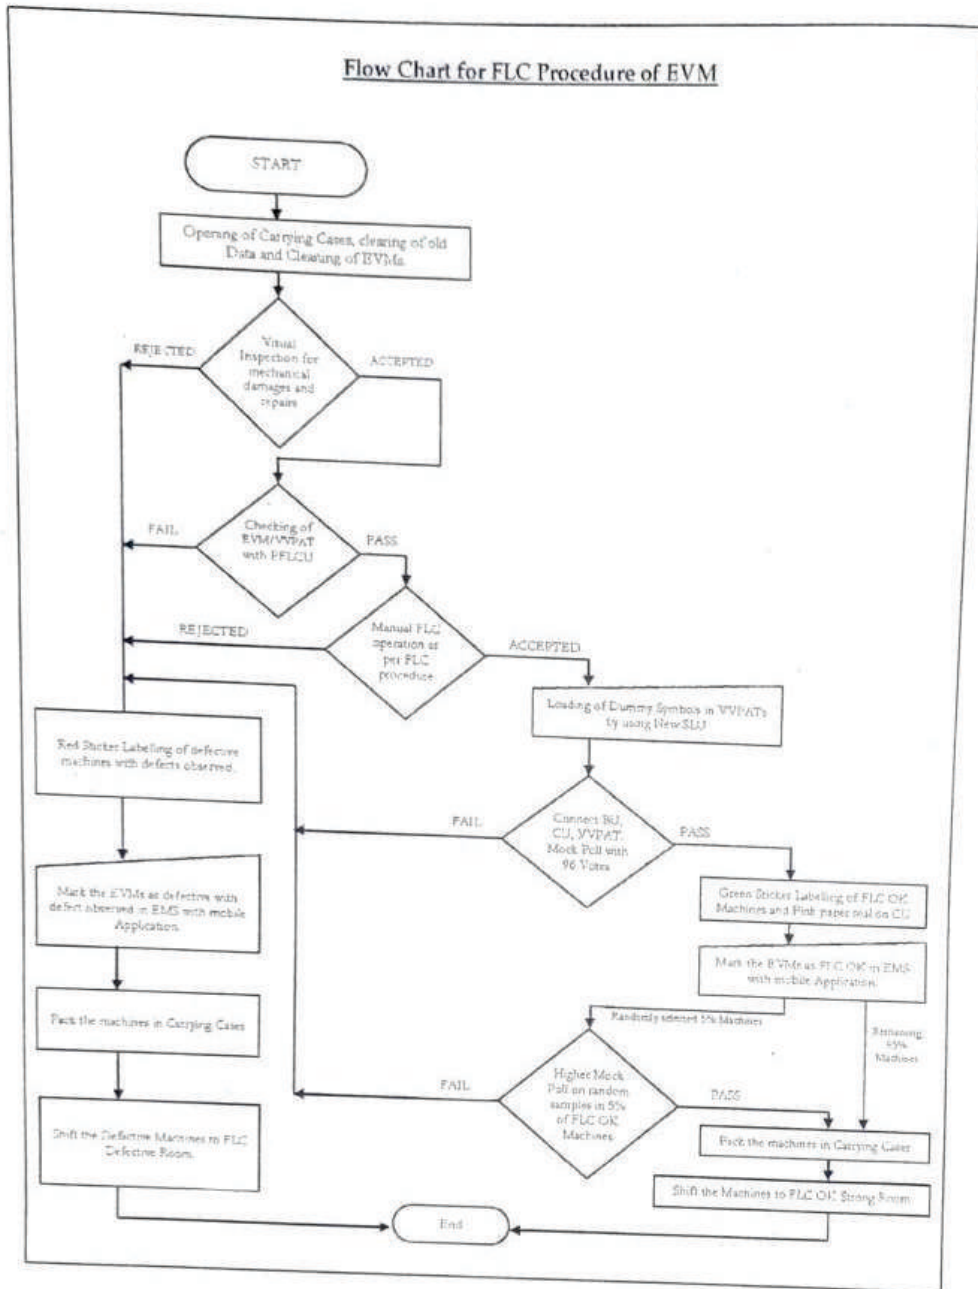 Flow Chart for FLC Procedure of EVM
START
Opening of Carrying Cases, clearing of old
Data and Cleaning of EVMs.
Visual
Inspection for
mechanical
damages and
repairs
REJECTED
ACCEPTED
Checking of
EVM/VVPAT
with PFLCU
FAIL
PASS
Manual FLC
operation as
per FLC
procedure
REJECTED
ACCEPTED
Loading of Dummy Symbols in VVPATs
by using New SLU
Connect BU,
CU, VVPAT.
Mock Poll with
96 Votes
FAIL
PASS
Green Sticker Labelling of FLC OK
Machines and Pink paper seal on CU
Mark the EVMs as FLC OK in EMS
with mobile Application.
Randomly selected 5% Machines
Remaining
95%
Machines
Higher Mock
Poll on random
samples in 5%
of FLC OK
Machines
FAIL
PASS
Pack the machines in Carrying Cases
Shift the Machines to FLC OK Strong Room
Red Sticker Labelling of defective
machines with defects observed.
Mark the EVMs as defective with
defect observed in EMS with mobile
Application.
Pack the machines in Carrying Cases
Shift the Defective Machines to FLC
Defective Room.
End